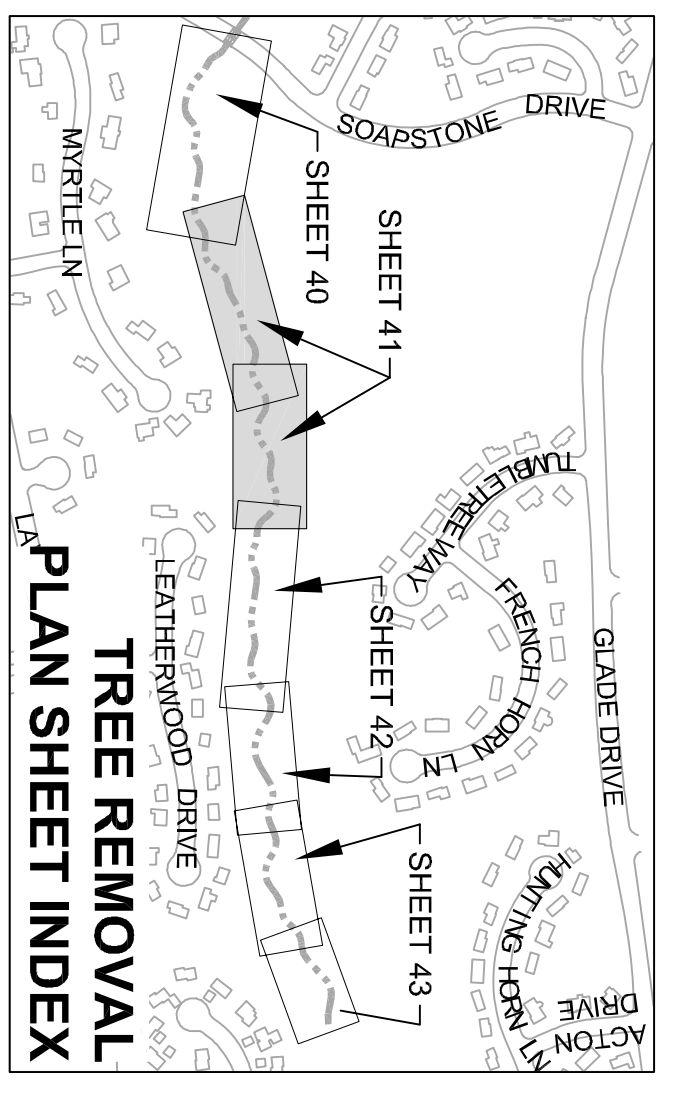 SOAPSTONE DRIVE
MYRTLE LN
SHEET 40
SHEET 41
TUMBLETREE WAY
FRENCH HORN LN
GLADE DRIVE
SHEET 42
LEATHERWOOD DRIVE
LA
SHEET 43
HUNTING HORN LN
ACTON
DRIVE
TREE REMOVAL
PLAN SHEET INDEX